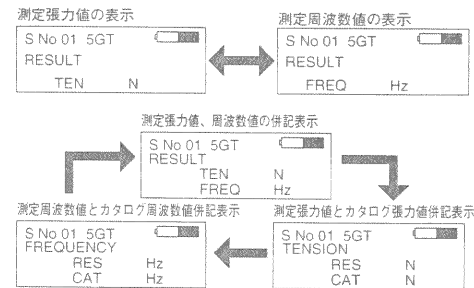 測定張力値の表示
S No 01 5GT
RESULT
TEN N
測定周波数値の表示
S No 01 5GT
RESULT
FREQ Hz
測定張力値、周波数値の併記表示
S No 01 5GT
RESULT
TEN N
FREQ Hz
測定周波数値とカタログ周波数値併記表示
S No 01 5GT
FREQUENCY
RES Hz
CAT Hz
測定張力値とカタログ張力値併記表示
S No 01 5GT
TENSION
RES N
CAT N